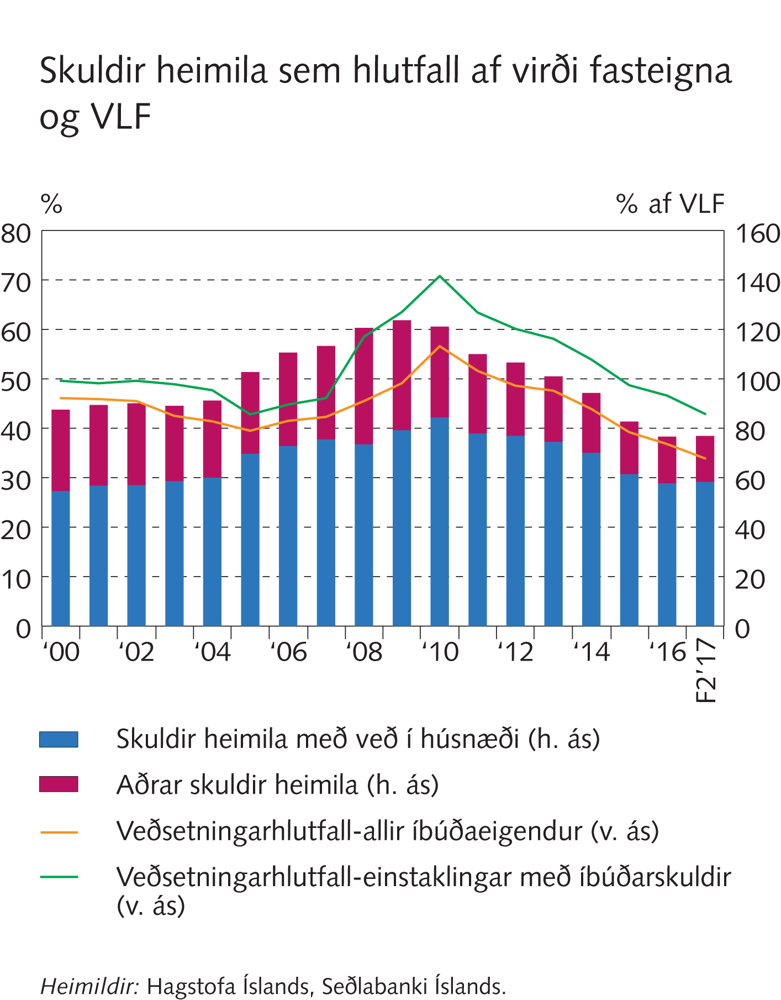 Skuldir heimila sem hlutfall af virði fasteigna
og VLF
% % af VLF
80 160
70 140
60 120
50 100
40 80
30 60
20 40
10 20
0 0
‘00 ‘02 ‘04 ‘06 ‘08 ‘10 ‘12 ‘14 ‘16 F2’17
Skuldir heimila með veð í húsnæði (h. ás)
Aðrar skuldir heimila (h. ás)
Veðsetningarhlutfall-allir íbúðaeigendur (v. ás)
Veðsetningarhlutfall-einstaklingar með íbúðarskuldir
(v. ás)
Heimildir: Hagstofa Íslands, Seðlabanki Íslands.